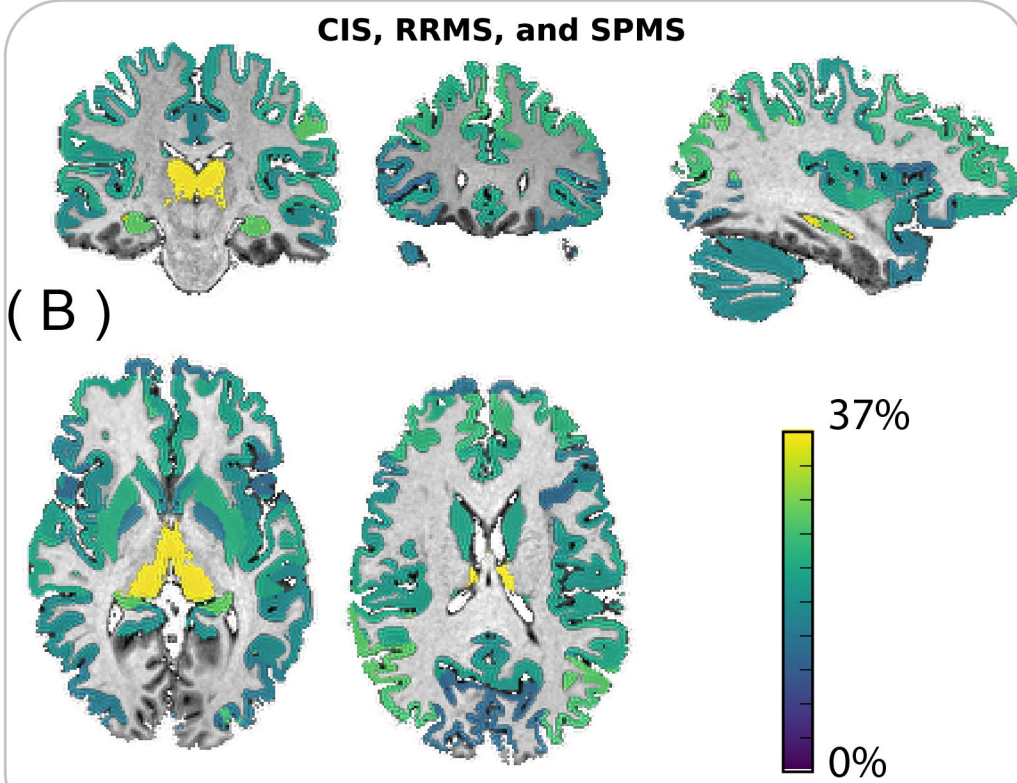 CIS, RRMS, and SPMS
( B )
37%
0%